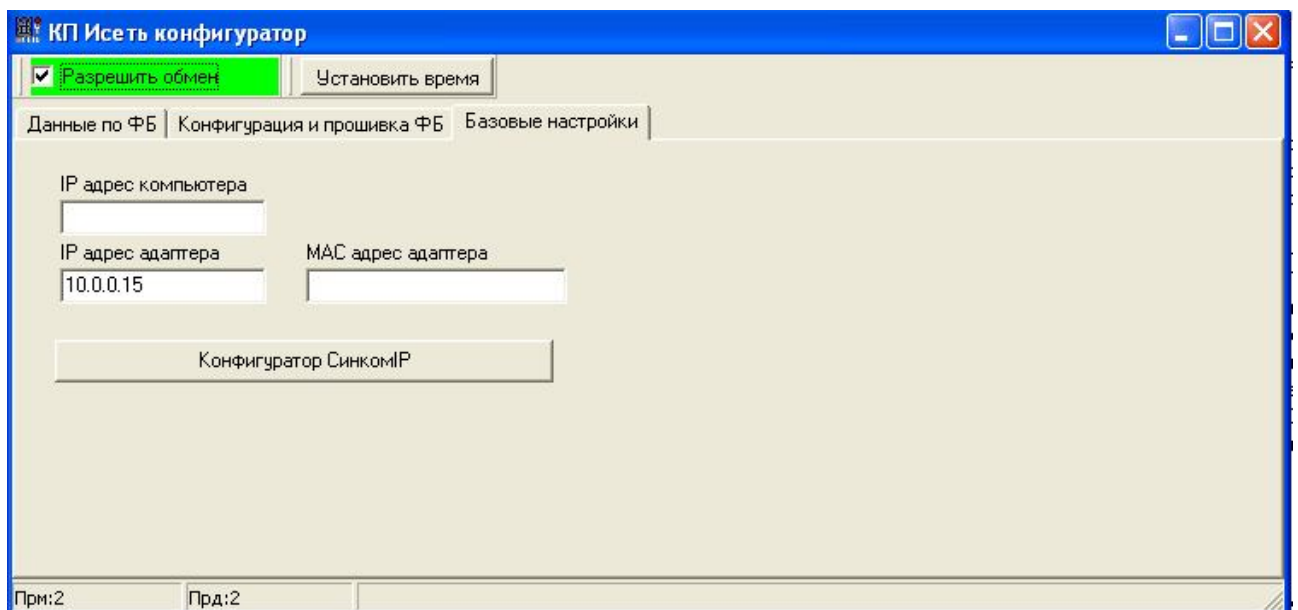 КП Исеть конфигуратор
Разрешить обмен Установить время
Данные по ФБ Конфигурация и прошивка ФБ Базовые настройки
IP адрес компьютера
IP адрес адаптера MAC адрес адаптера
10.0.0.15
Конфигуратор СинкомIP
Прм:2 Прд:2